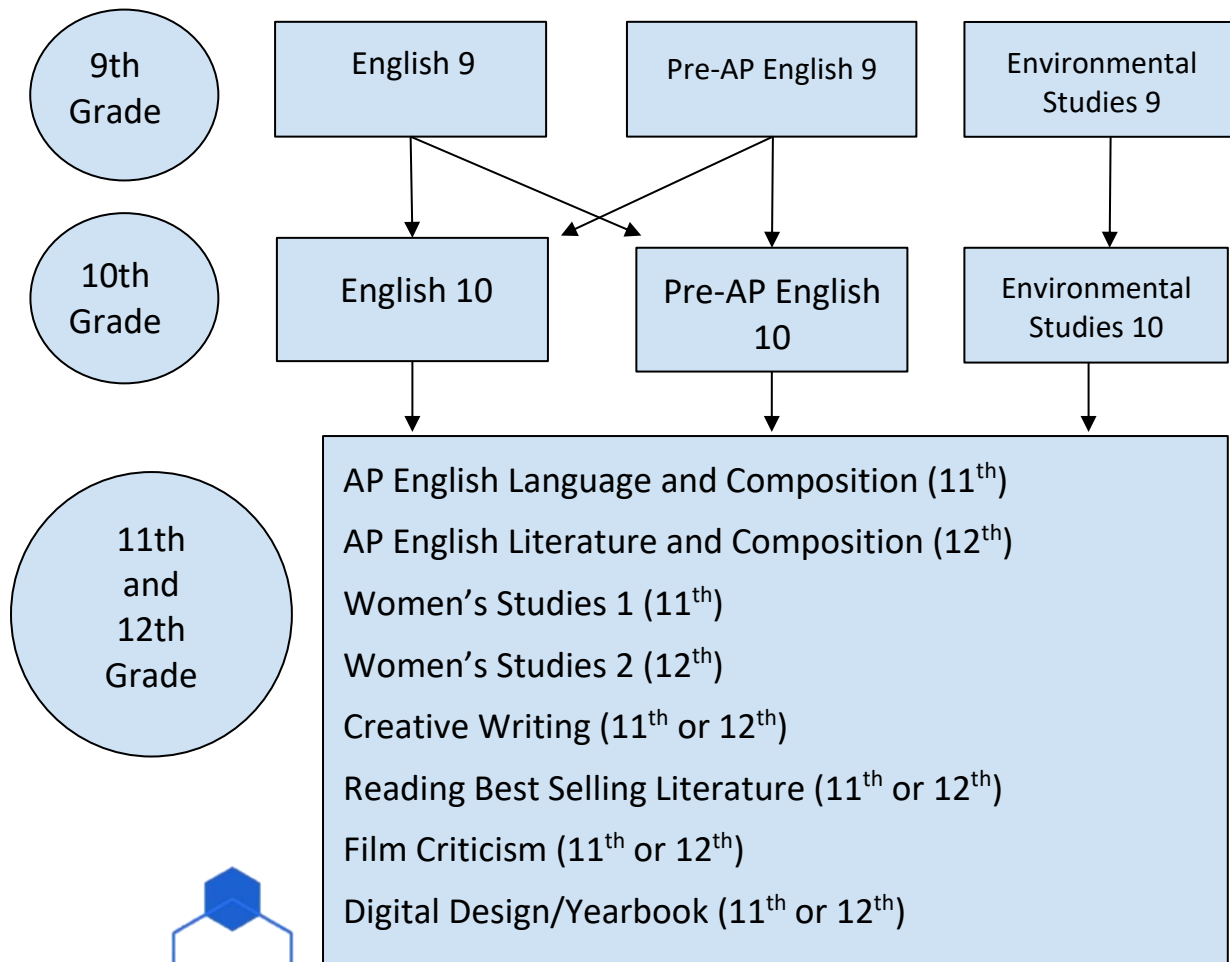 9th
Grade
English 9
Pre-AP English 9
Environmental
Studies 9
10th
Grade
English 10
Pre-AP English
10
Environmental
Studies 10
11th
and
12th
Grade
AP English Language and Composition (11th)
AP English Literature and Composition (12th)
Women’s Studies 1 (11th)
Women’s Studies 2 (12th)
Creative Writing (11th or 12th)
Reading Best Selling Literature (11th or 12th)
Film Criticism (11th or 12th)
Digital Design/Yearbook (11th or 12th)